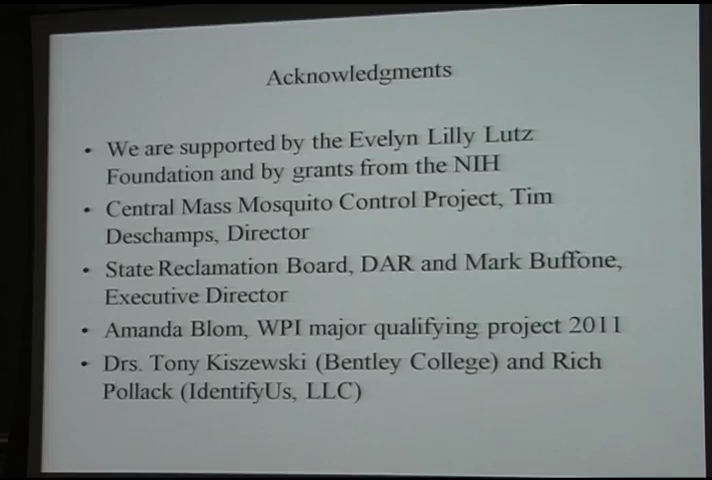 Acknowledgments
• We are supported by the Evelyn Lilly Lutz
Foundation and by grants from the NIH
• Central Mass Mosquito Control Project, Tim
Deschamps, Director
• State Reclamation Board, DAR and Mark Buffone,
Executive Director
• Amanda Blom, WPI major qualifying project 2011
• Drs. Tony Kiszewski (Bentley College) and Rich
Pollack (IdentifyUs, LLC)